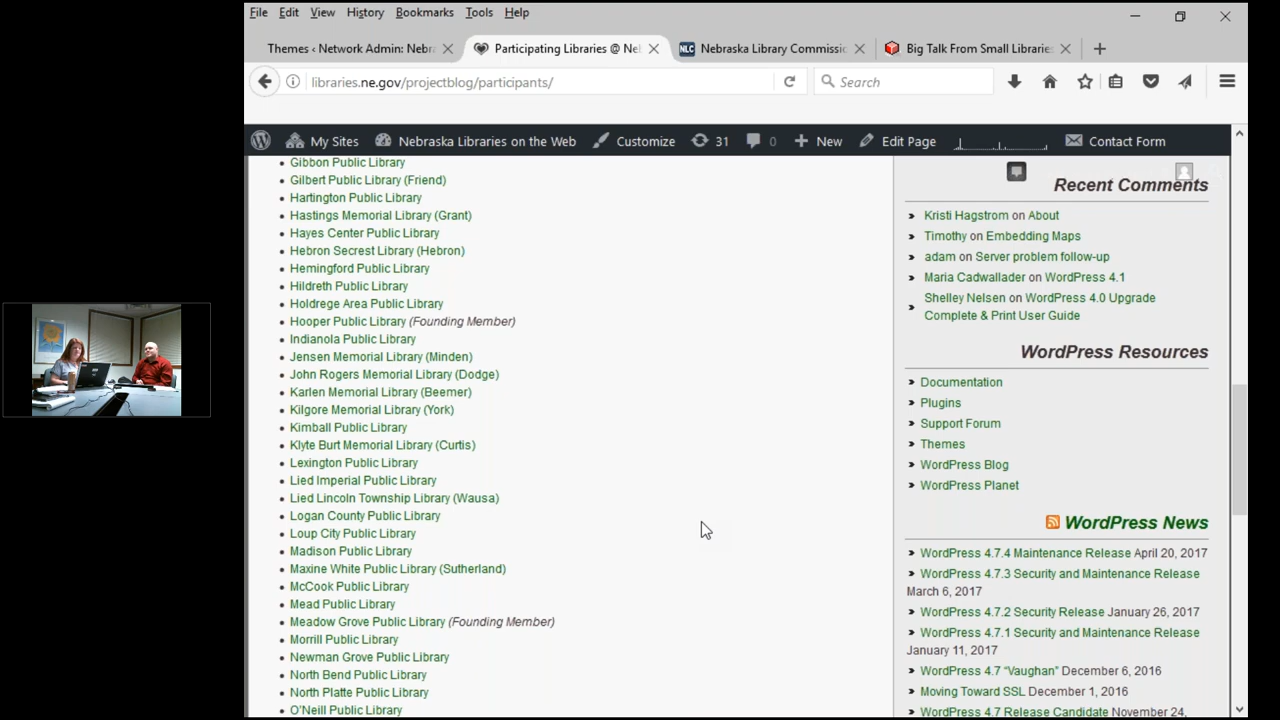 File Edit View History Bookmarks Tools Help
Themes ‹ Network Admin: Nebra
Participating Libraries @ Neb
NLC Nebraska Library Commissio
Big Talk From Small Libraries
libraries.ne.gov/projectblog/participants/
Search
My Sites Nebraska Libraries on the Web Customize 31 0 New Edit Page Contact Form
Gibbon Public Library
Gilbert Public Library (Friend)
Hartington Public Library
Hastings Memorial Library (Grant)
Hayes Center Public Library
Hebron Secrest Library (Hebron)
Hemingford Public Library
Hildreth Public Library
Holdrege Area Public Library
Hooper Public Library (Founding Member)
Indianola Public Library
Jensen Memorial Library (Minden)
John Rogers Memorial Library (Dodge)
Karlen Memorial Library (Beemer)
Kilgore Memorial Library (York)
Kimball Public Library
Klyte Burt Memorial Library (Curtis)
Lexington Public Library
Lied Imperial Public Library
Lied Lincoln Township Library (Wausa)
Logan County Public Library
Loup City Public Library
Madison Public Library
Maxine White Public Library (Sutherland)
McCook Public Library
Mead Public Library
Meadow Grove Public Library (Founding Member)
Morrill Public Library
Newman Grove Public Library
North Bend Public Library
North Platte Public Library
O'Neill Public Library
Recent Comments
Kristi Hagstrom on About
Timothy on Embedding Maps
adam on Server problem follow-up
Maria Cadwallader on WordPress 4.1
Shelley Nelsen on WordPress 4.0 Upgrade
Complete & Print User Guide
WordPress Resources
Documentation
Plugins
Support Forum
Themes
WordPress Blog
WordPress Planet
WordPress News
WordPress 4.7.4 Maintenance Release April 20, 2017
WordPress 4.7.3 Security and Maintenance Release
March 6, 2017
WordPress 4.7.2 Security Release January 26, 2017
WordPress 4.7.1 Security and Maintenance Release
January 11, 2017
WordPress 4.7 “Vaughan” December 6, 2016
Moving Toward SSL December 1, 2016
WordPress 4.7 Release Candidate November 24,